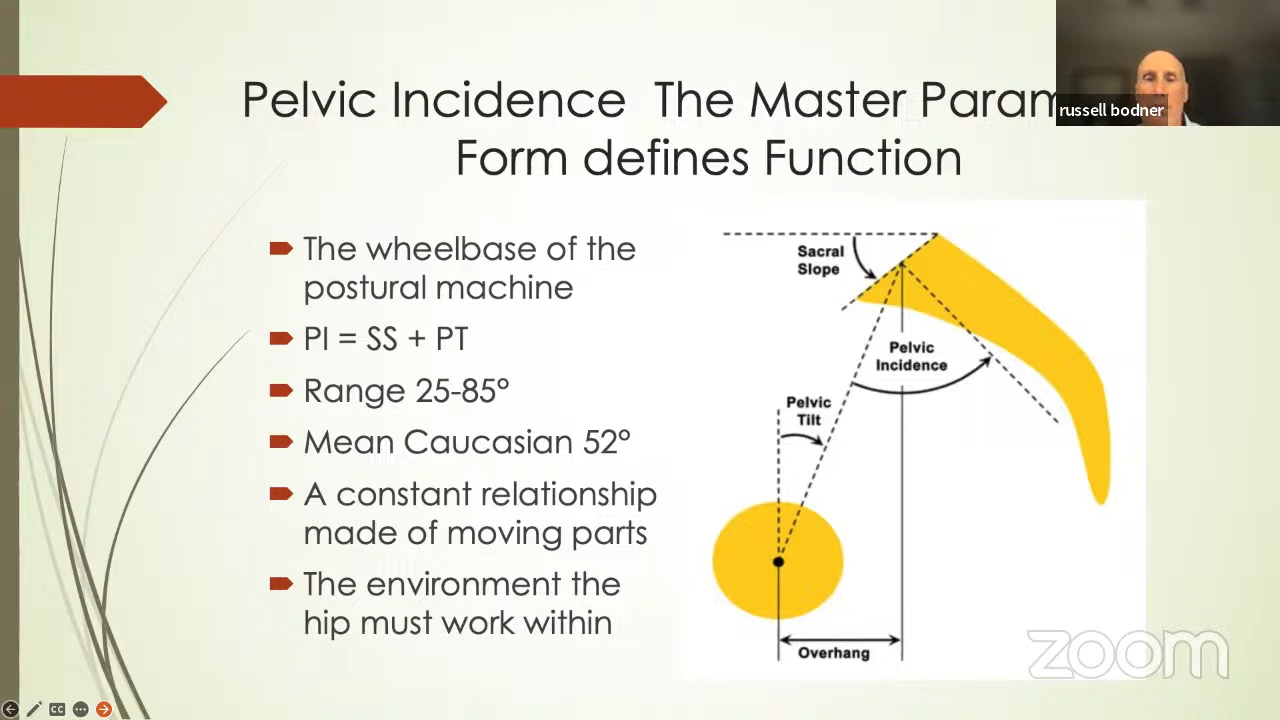 Pelvic Incidence The Master Param
russell bodner
Form defines Function
The wheelbase of the
postural machine
PI = SS + PT
Range 25-85°
Mean Caucasian 52°
A constant relationship
made of moving parts
The environment the
hip must work within
Sacral
Slope
Pelvic
Incidence
Pelvic
Tilt
Overhang
zoom
CC